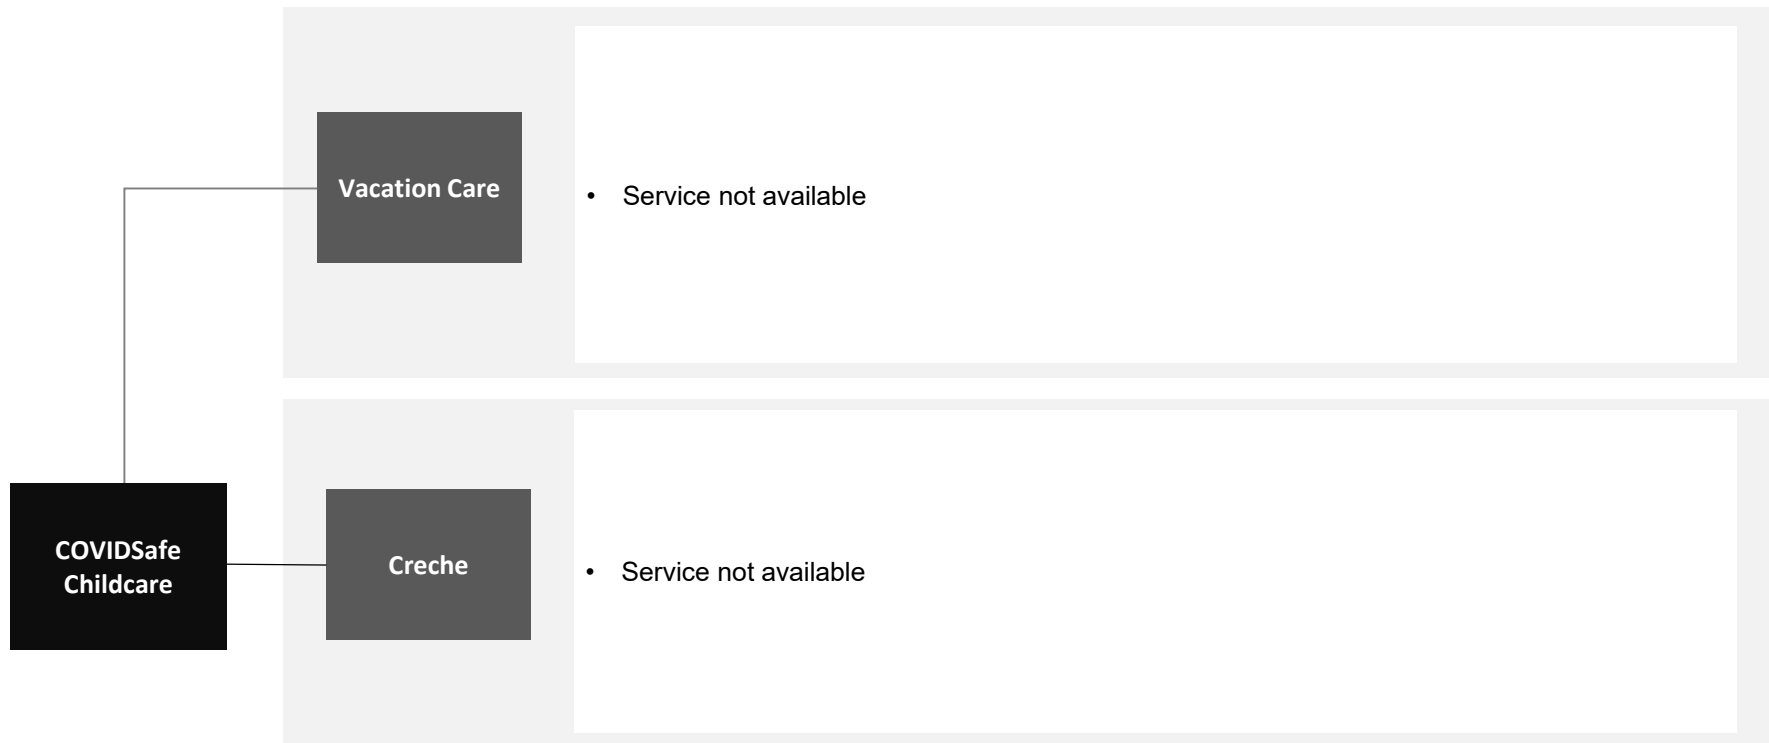 Vacation Care
• Service not available
COVIDSafe
Childcare
Creche
• Service not available